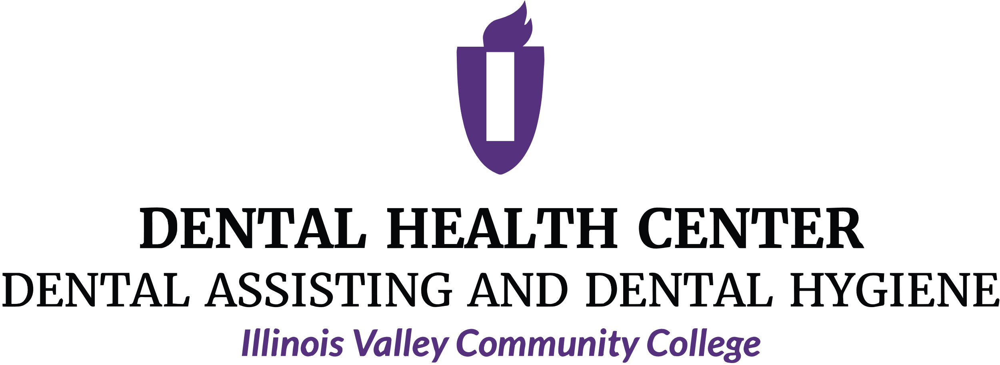 DENTAL HEALTH CENTER
DENTAL ASSISTING AND DENTAL HYGIENE
Illinois Valley Community College